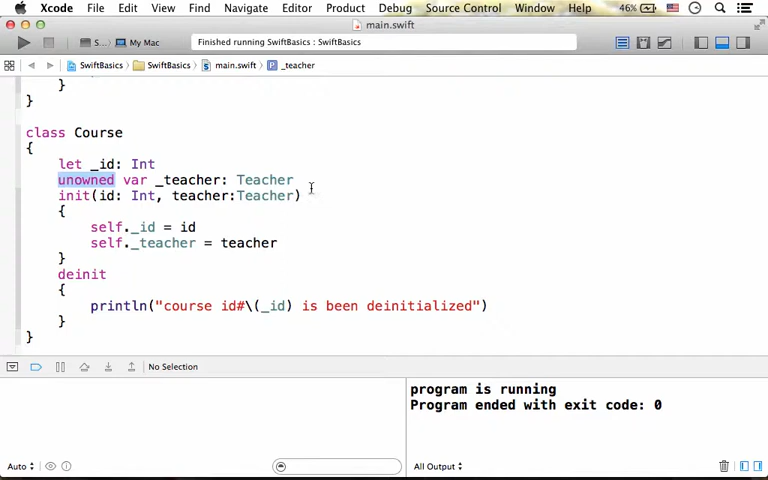 Xcode File Edit View Find Navigate Editor Product Debug Source Control Window Help 46%
main.swift
S... My Mac Finished running SwiftBasics : SwiftBasics
SwiftBasics SwiftBasics main.swift P _teacher
}
}
class Course
{
let _id: Int
unowned var _teacher: Teacher
init(id: Int, teacher:Teacher)
{
self._id = id
self._teacher = teacher
}
deinit
{
println("course id#\(_id) is been deinitialized")
}
}
No Selection
program is running
Program ended with exit code: 0
Auto All Output